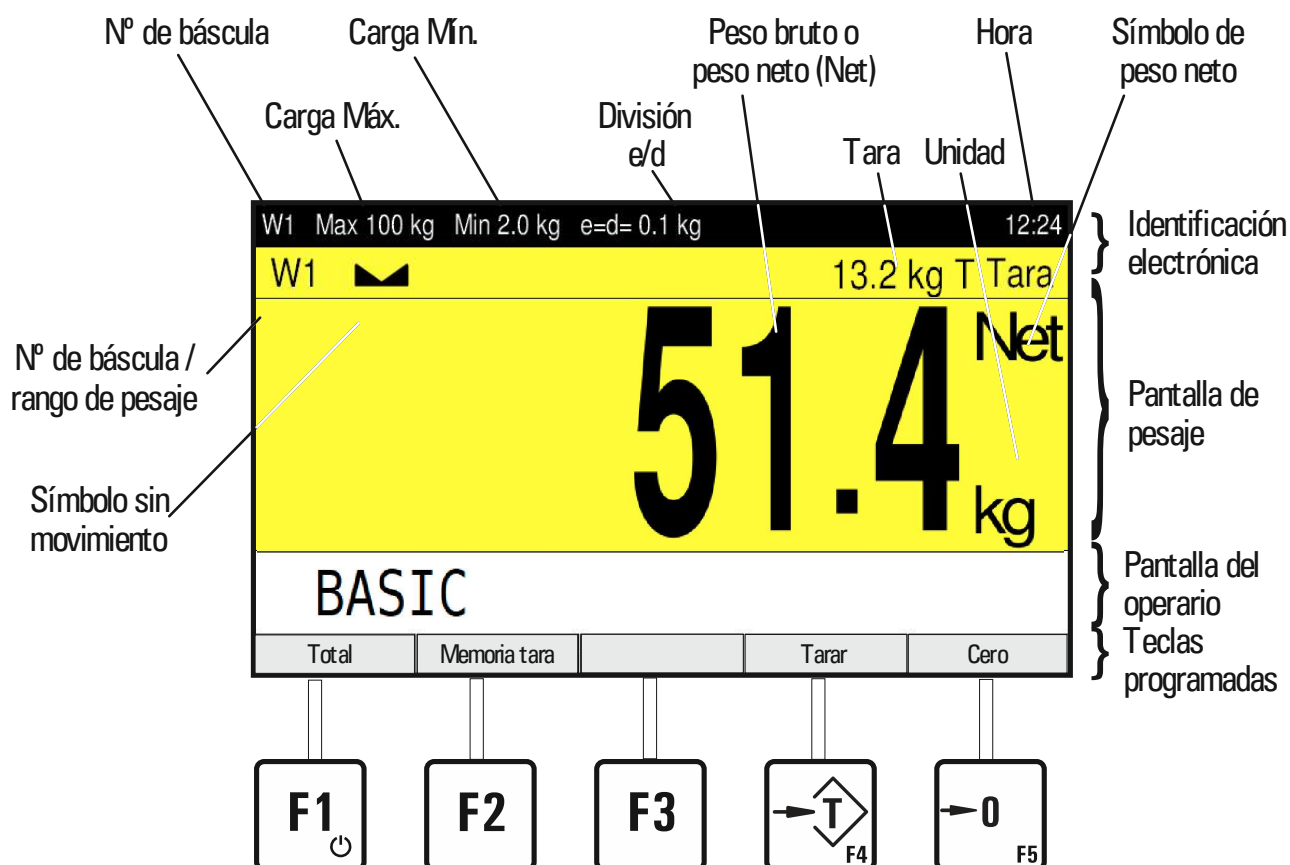 Nº de báscula
Carga Mín.
Peso bruto o
peso neto (Net)
Hora
Símbolo de
peso neto
Carga Máx.
División
e/d
Tara
Unidad
W1 Max 100 kg Min 2.0 kg e=d= 0.1 kg 12:24
Identificación
electrónica
W1 13.2 kg T Tara
Nº de báscula /
rango de pesaje
51.4 Net
kg
Pantalla de
pesaje
Símbolo sin
movimiento
BASIC
Pantalla del
operario
Total Memoria tara Tarar Cero
Teclas
programadas
F1 F2 F3 T F4 0 F5